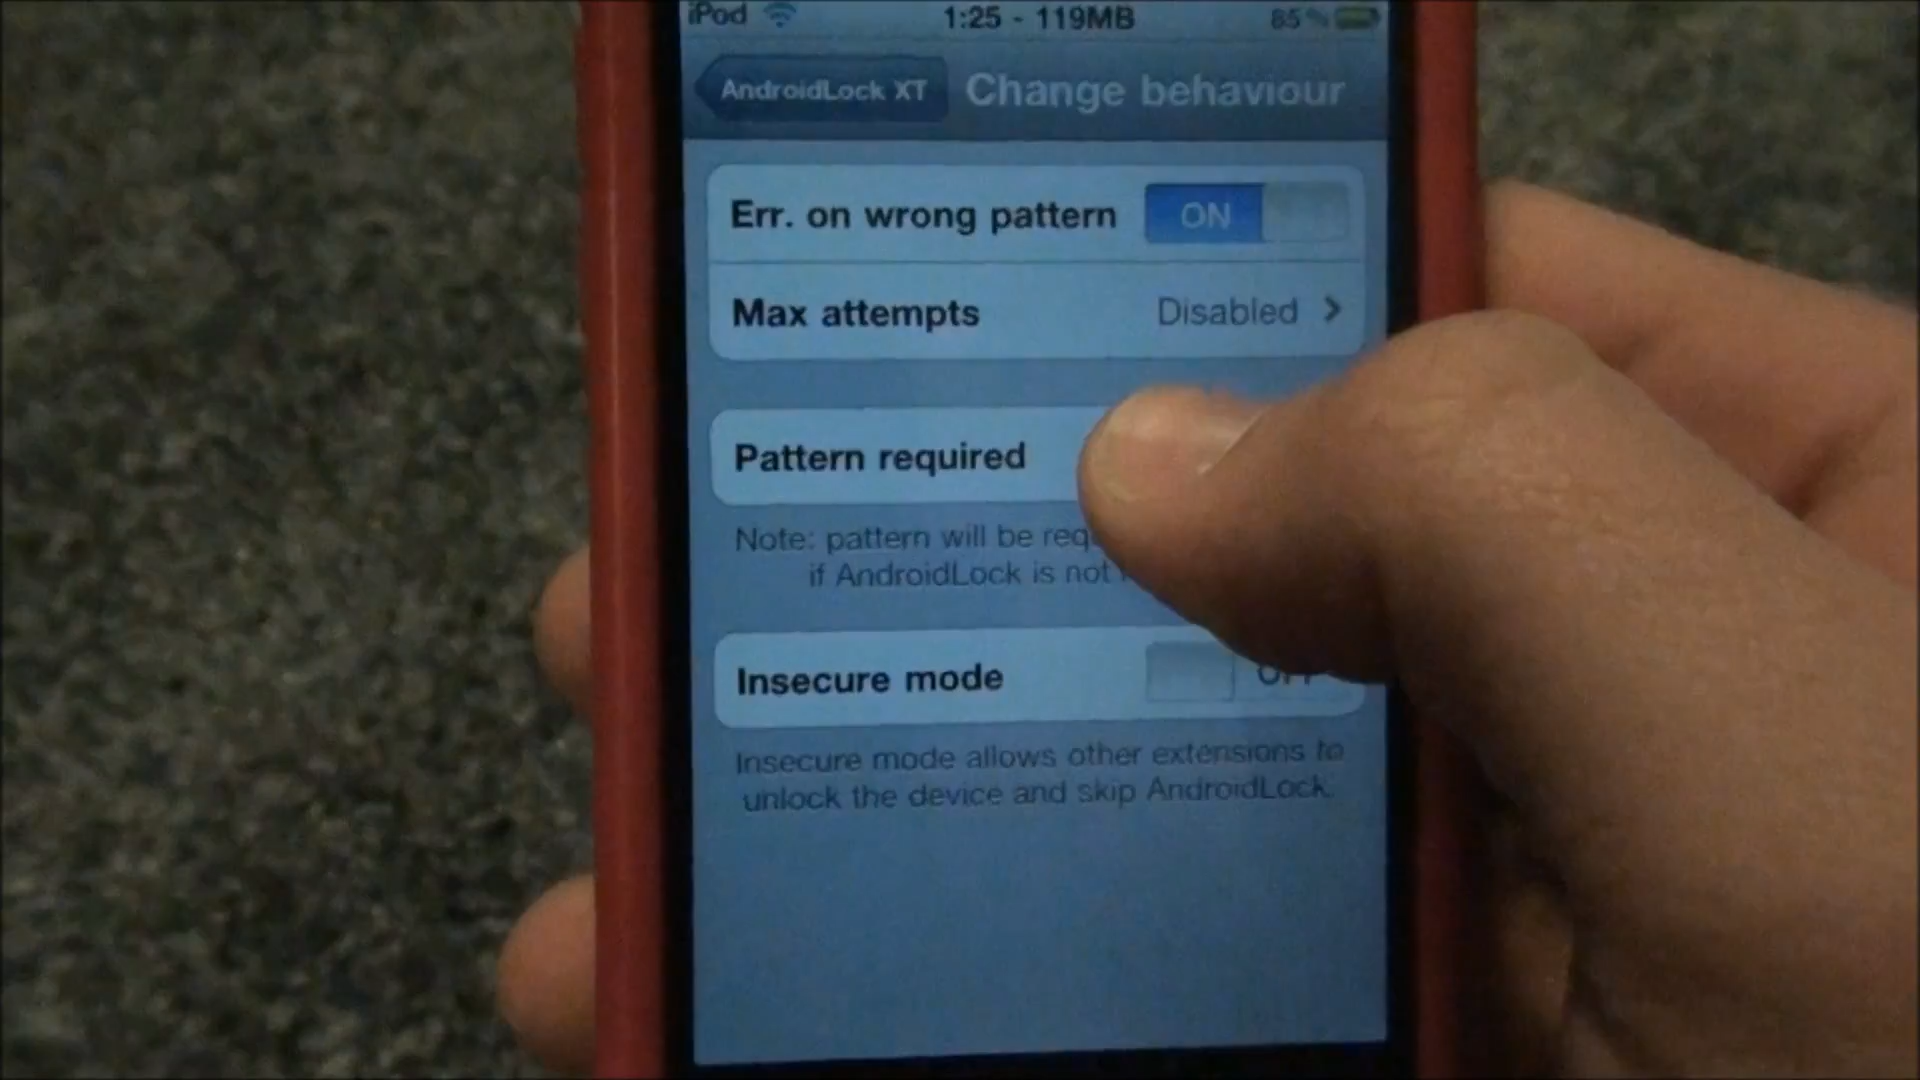 iPod 1:25 - 119MB 85%
AndroidLock XT Change behaviour
Err. on wrong pattern ON
Max attempts Disabled >
Pattern required
Note: pattern will be
if AndroidLock is not
Insecure mode OFF
Insecure mode allows other extensions to
unlock the device and skip AndroidLock.